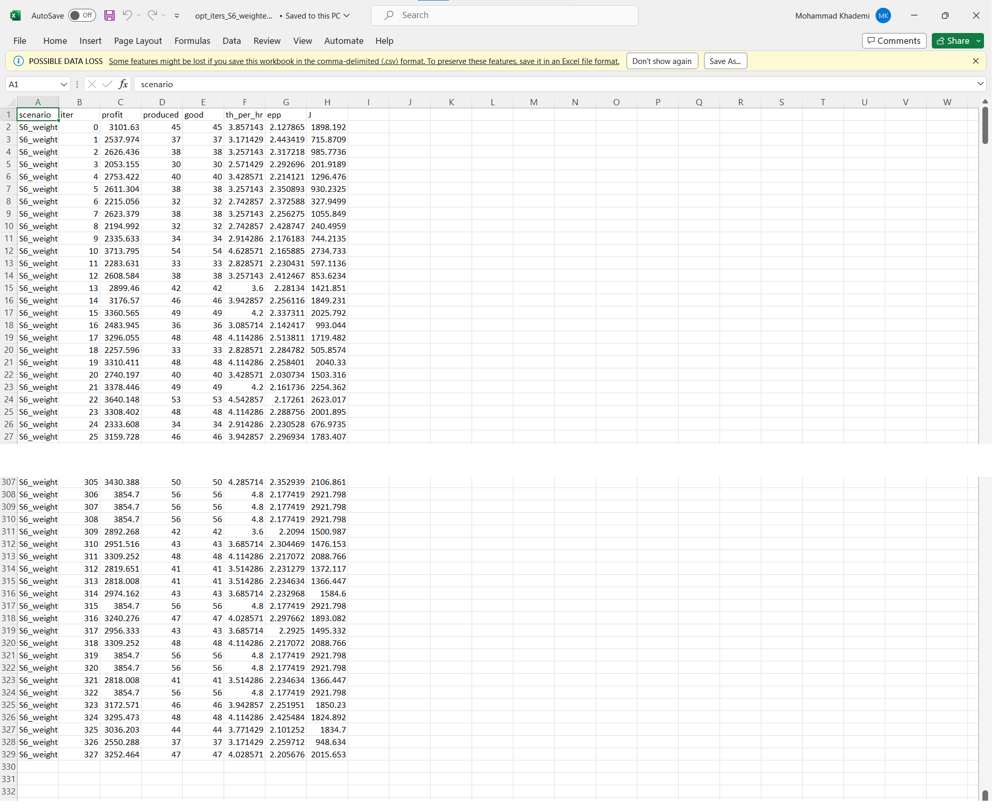 AutoSave Off opt_iters_S6_weighte... • Saved to this PC Search Mohammad Khademi MK
File Home Insert Page Layout Formulas Data Review View Automate Help Comments Share
POSSIBLE DATA LOSS Some features might be lost if you save this workbook in the comma-delimited (.csv) format. To preserve these features, save it in an Excel file format. Don't show again Save As...
A1 fx scenario
A B C D E F G H I J K L M N O P Q R S T U V W
1 scenario iter profit produced good th_per_hr epp J
2 S6_weight 0 3101.63 45 45 3.857143 2.127865 1898.192
3 S6_weight 1 2537.974 37 37 3.171429 2.443419 715.8709
4 S6_weight 2 2626.436 38 38 3.257143 2.317218 985.7736
5 S6_weight 3 2053.155 30 30 2.571429 2.292696 201.9189
6 S6_weight 4 2753.422 40 40 3.428571 2.214121 1296.476
7 S6_weight 5 2611.304 38 38 3.257143 2.350893 930.2325
8 S6_weight 6 2215.056 32 32 2.742857 2.372588 327.9499
9 S6_weight 7 2623.379 38 38 3.257143 2.256275 1055.849
10 S6_weight 8 2194.992 32 32 2.742857 2.428747 240.4959
11 S6_weight 9 2335.633 34 34 2.914286 2.176183 744.2135
12 S6_weight 10 3713.795 54 54 4.628571 2.165885 2734.733
13 S6_weight 11 2283.631 33 33 2.828571 2.230431 597.1136
14 S6_weight 12 2608.584 38 38 3.257143 2.412467 853.6234
15 S6_weight 13 2899.46 42 42 3.6 2.28134 1421.851
16 S6_weight 14 3176.57 46 46 3.942857 2.256116 1849.231
17 S6_weight 15 3360.565 49 49 4.2 2.337311 2025.792
18 S6_weight 16 2483.945 36 36 3.085714 2.142417 993.044
19 S6_weight 17 3296.055 48 48 4.114286 2.513811 1719.482
20 S6_weight 18 2257.596 33 33 2.828571 2.284782 505.8574
21 S6_weight 19 3310.411 48 48 4.114286 2.258401 2040.33
22 S6_weight 20 2740.197 40 40 3.428571 2.030734 1503.316
23 S6_weight 21 3378.446 49 49 4.2 2.161736 2254.362
24 S6_weight 22 3640.148 53 53 4.542857 2.17261 2623.017
25 S6_weight 23 3308.402 48 48 4.114286 2.288756 2001.895
26 S6_weight 24 2333.608 34 34 2.914286 2.230528 676.9735
27 S6_weight 25 3159.728 46 46 3.942857 2.296934 1783.407
307 S6_weight 305 3430.388 50 50 4.285714 2.352939 2106.861
308 S6_weight 306 3854.7 56 56 4.8 2.177419 2921.798
309 S6_weight 307 3854.7 56 56 4.8 2.177419 2921.798
310 S6_weight 308 3854.7 56 56 4.8 2.177419 2921.798
311 S6_weight 309 2892.268 42 42 3.6 2.2094 1500.987
312 S6_weight 310 2951.516 43 43 3.685714 2.304469 1476.153
313 S6_weight 311 3309.252 48 48 4.114286 2.217072 2088.766
314 S6_weight 312 2819.651 41 41 3.514286 2.231279 1372.117
315 S6_weight 313 2818.008 41 41 3.514286 2.234634 1366.447
316 S6_weight 314 2974.162 43 43 3.685714 2.232968 1584.6
317 S6_weight 315 3854.7 56 56 4.8 2.177419 2921.798
318 S6_weight 316 3240.276 47 47 4.028571 2.297662 1893.082
319 S6_weight 317 2956.333 43 43 3.685714 2.2925 1495.332
320 S6_weight 318 3309.252 48 48 4.114286 2.217072 2088.766
321 S6_weight 319 3854.7 56 56 4.8 2.177419 2921.798
322 S6_weight 320 3854.7 56 56 4.8 2.177419 2921.798
323 S6_weight 321 2818.008 41 41 3.514286 2.234634 1366.447
324 S6_weight 322 3854.7 56 56 4.8 2.177419 2921.798
325 S6_weight 323 3172.571 46 46 3.942857 2.251951 1850.23
326 S6_weight 324 3295.473 48 48 4.114286 2.425484 1824.892
327 S6_weight 325 3036.203 44 44 3.771429 2.101252 1834.7
328 S6_weight 326 2550.288 37 37 3.171429 2.259712 948.634
329 S6_weight 327 3252.464 47 47 4.028571 2.205676 2015.653
330
331
332